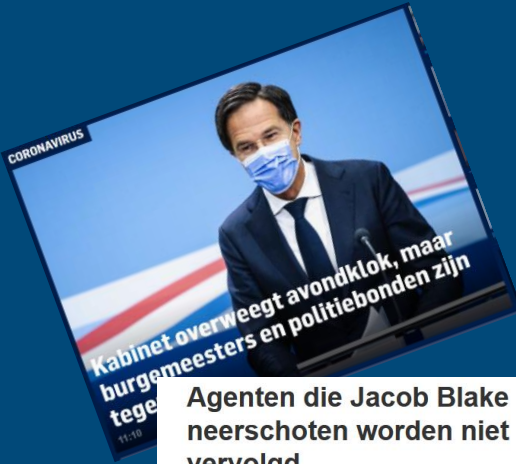 CORONAVIRUS
Kabinet overweegt avondklok, maar
burgemeesters en politiebonden zijn
tege
11:10
Agenten die Jacob Blake
neerschoten worden niet
vervolgd